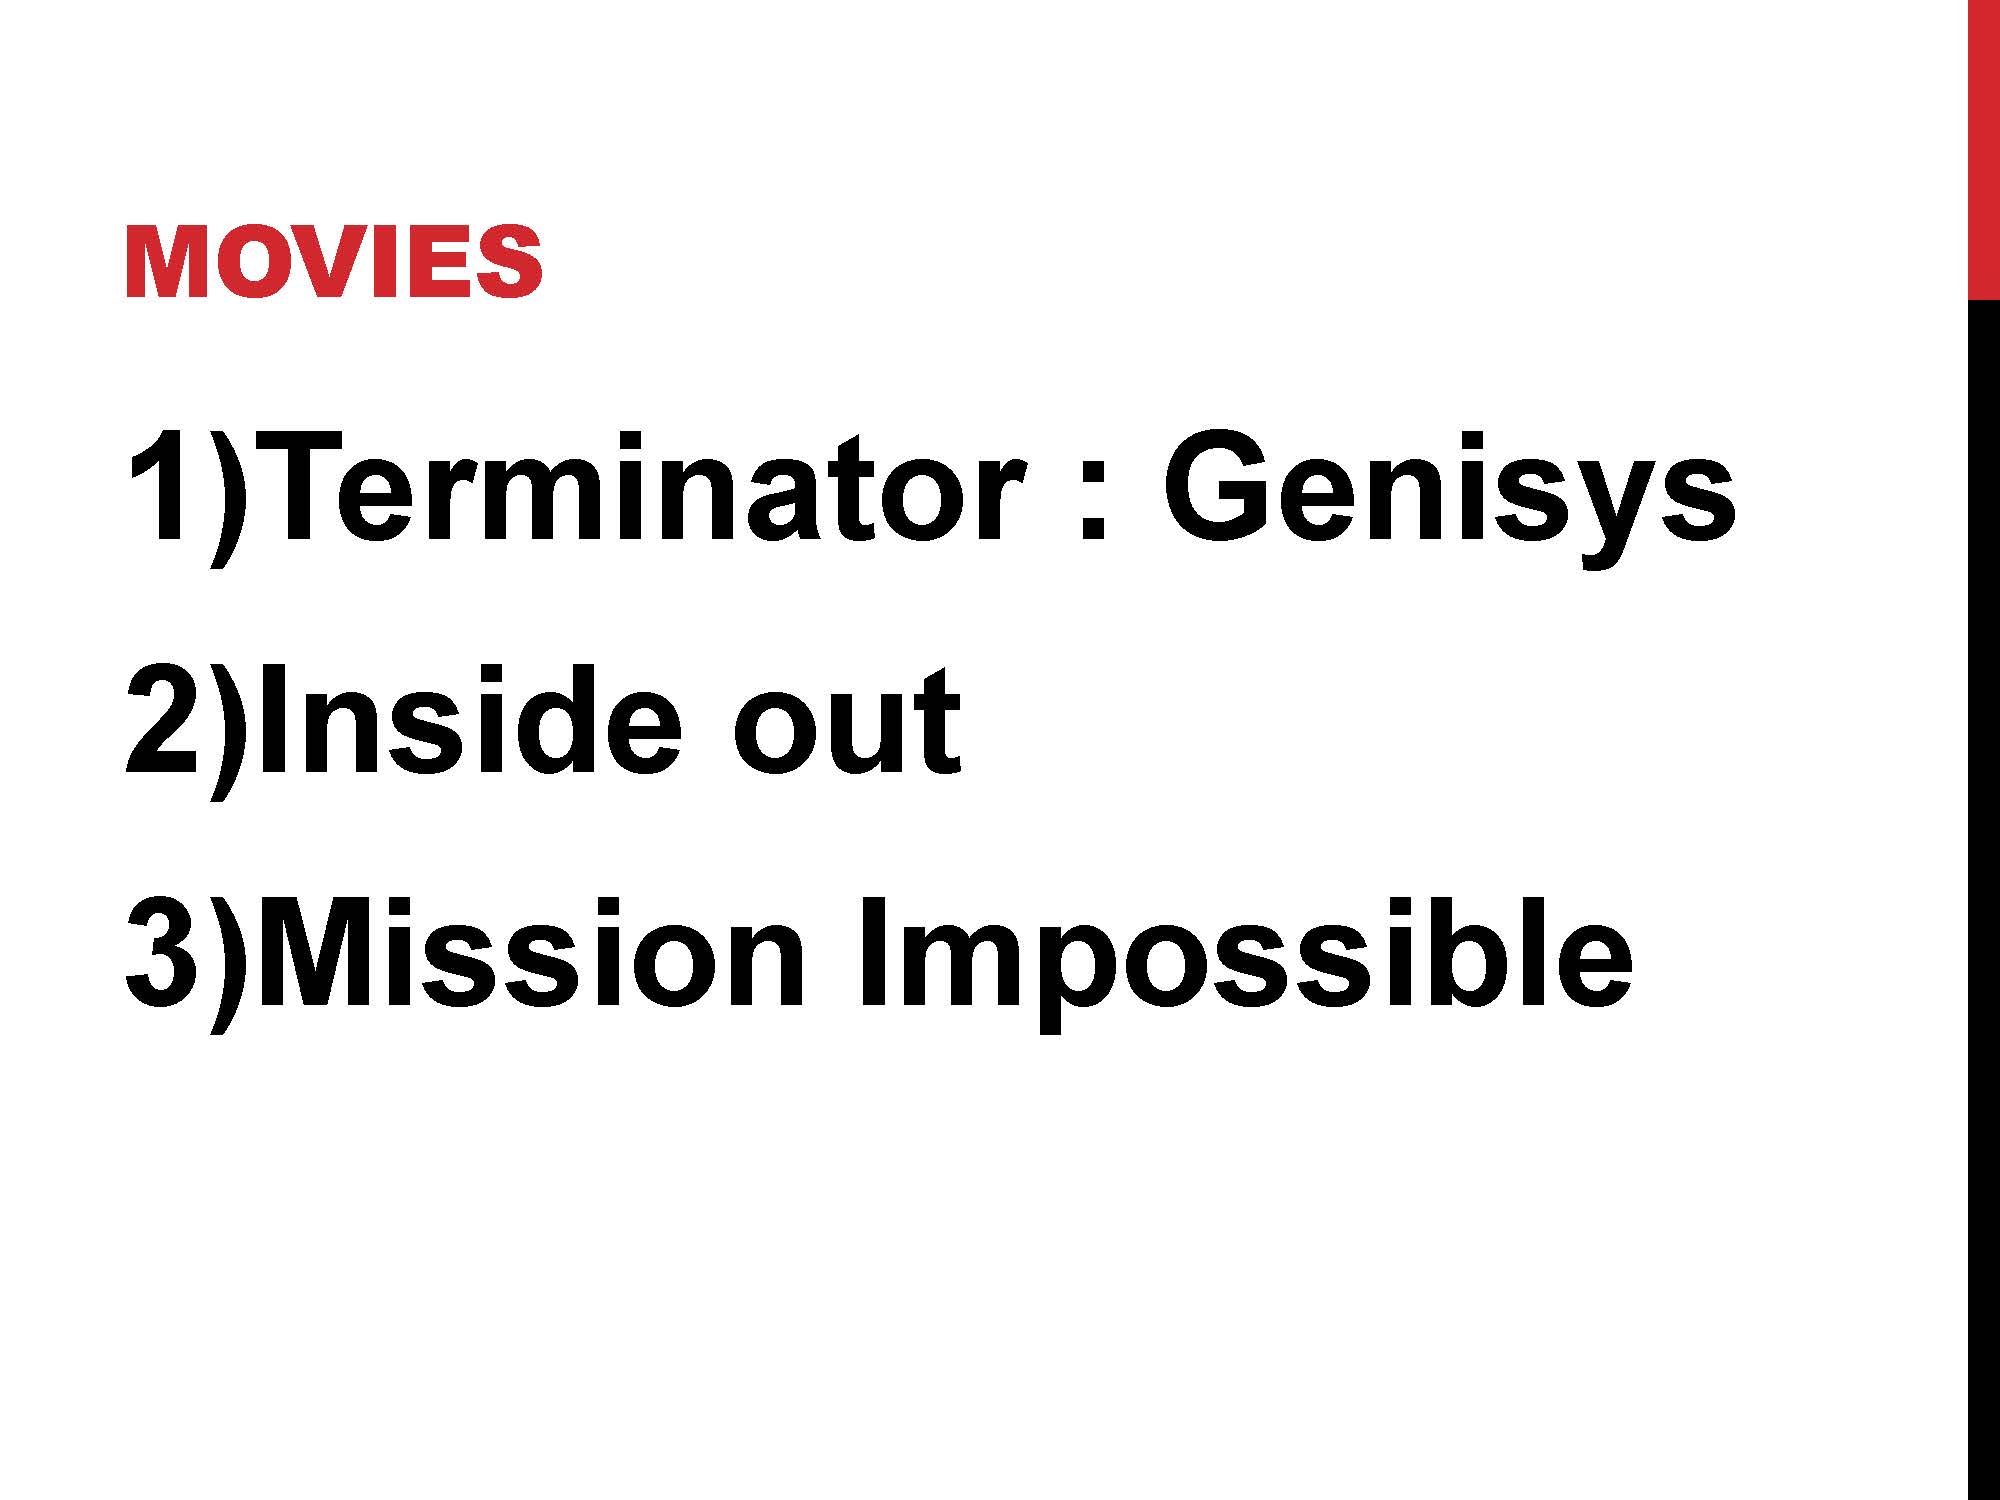 MOVIES
1)Terminator : Genisys
2)Inside out
3)Mission Impossible